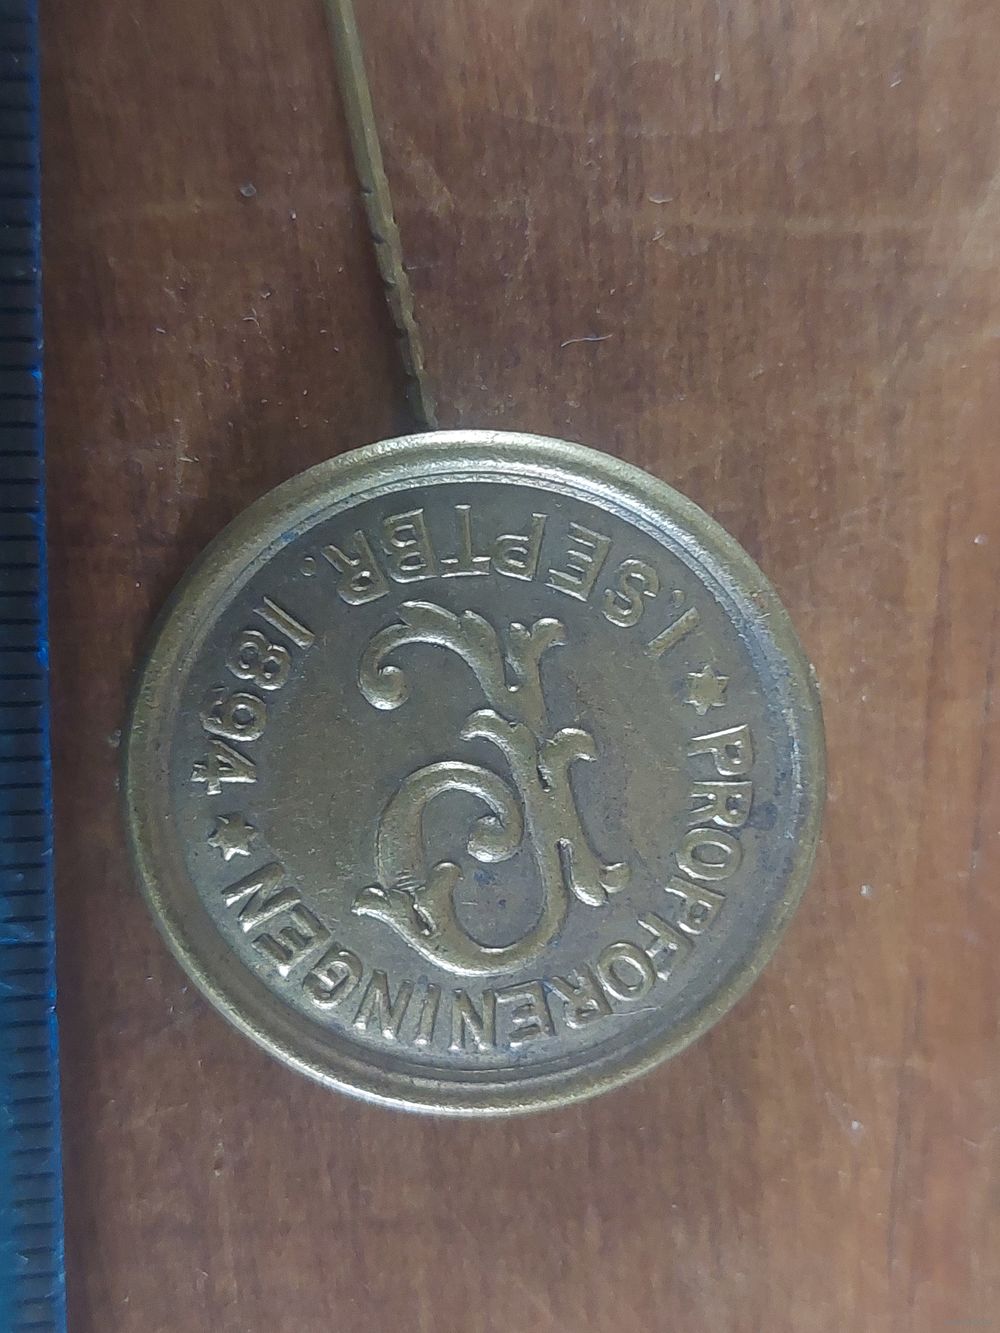 PROPFORENINGEN
1. SEPTBR. 1894